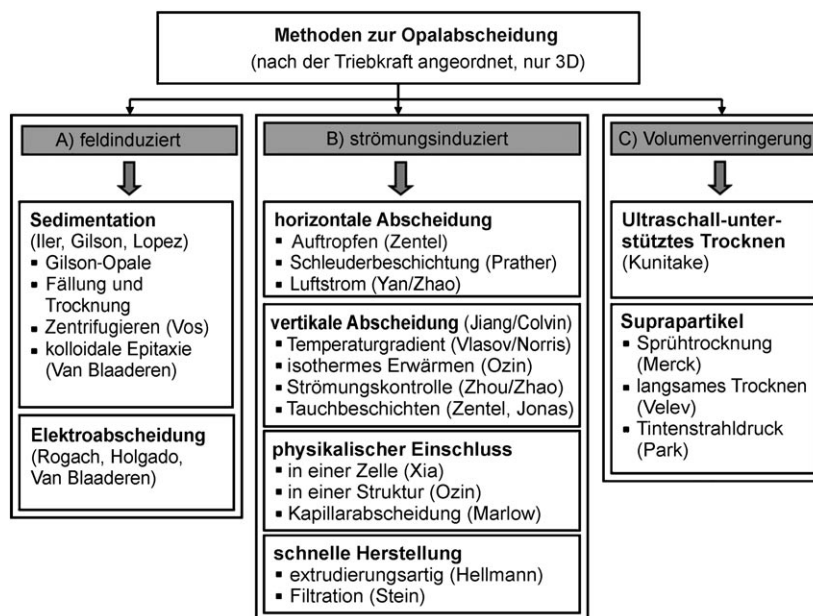 Methoden zur Opalabscheidung
(nach der Triebkraft angeordnet, nur 3D)
A) feldinduziert
Sedimentation
(Iler, Gilson, Lopez)
▪ Gilson-Opale
▪ Fällung und
Trocknung
▪ Zentrifugieren (Vos)
▪ kolloidale Epitaxie
(Van Blaaderen)
Elektroabscheidung
(Rogach, Holgado,
Van Blaaderen)
B) strömungsinduziert
horizontale Abscheidung
▪ Auftropfen (Zentel)
▪ Schleuderbeschichtung (Prather)
▪ Luftstrom (Yan/Zhao)
vertikale Abscheidung (Jiang/Colvin)
▪ Temperaturgradient (Vlasov/Norris)
▪ isothermes Erwärmen (Ozin)
▪ Strömungskontrolle (Zhou/Zhao)
▪ Tauchbeschichten (Zentel, Jonas)
physikalischer Einschluss
▪ in einer Zelle (Xia)
▪ in einer Struktur (Ozin)
▪ Kapillarabscheidung (Marlow)
schnelle Herstellung
▪ extrudierungsartig (Hellmann)
▪ Filtration (Stein)
C) Volumenverringerung
Ultraschall-unter-
stütztes Trocknen
(Kunitake)
Suprapartikel
▪ Sprühtrocknung
(Merck)
▪ langsames Trocknen
(Velev)
▪ Tintenstrahldruck
(Park)